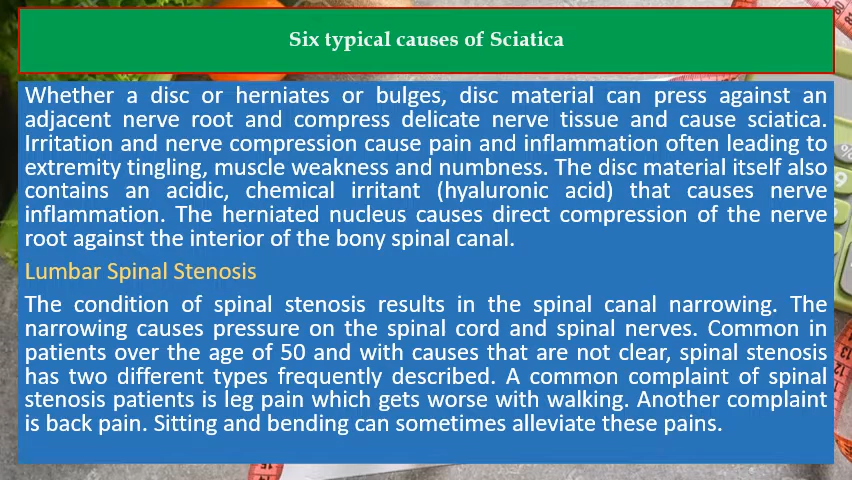 Six typical causes of Sciatica
Whether a disc or herniates or bulges, disc material can press against an
adjacent nerve root and compress delicate nerve tissue and cause sciatica.
Irritation and nerve compression cause pain and inflammation often leading to
extremity tingling, muscle weakness and numbness. The disc material itself also
contains an acidic, chemical irritant (hyaluronic acid) that causes nerve
inflammation. The herniated nucleus causes direct compression of the nerve
root against the interior of the bony spinal canal.
Lumbar Spinal Stenosis
The condition of spinal stenosis results in the spinal canal narrowing. The
narrowing causes pressure on the spinal cord and spinal nerves. Common in
patients over the age of 50 and with causes that are not clear, spinal stenosis
has two different types frequently described. A common complaint of spinal
stenosis patients is leg pain which gets worse with walking. Another complaint
is back pain. Sitting and bending can sometimes alleviate these pains.